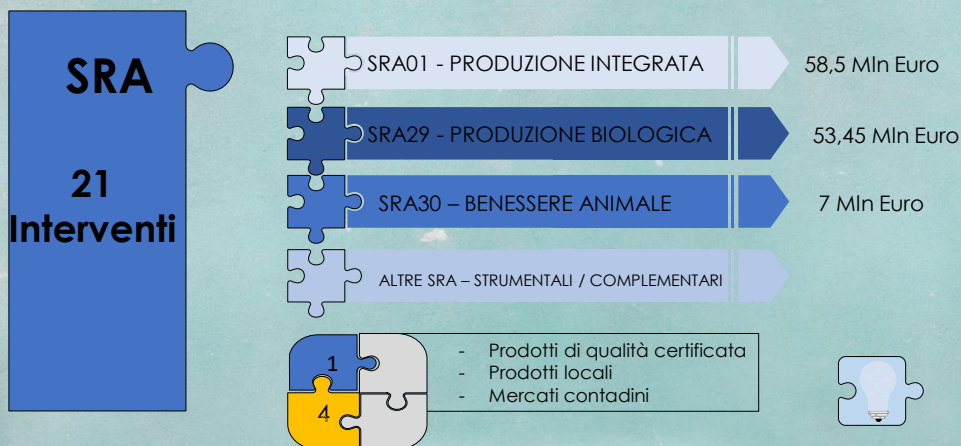 SRA
21
Interventi
SRA01 - PRODUZIONE INTEGRATA
58,5 Mln Euro
SRA29 - PRODUZIONE BIOLOGICA
53,45 Mln Euro
SRA30 – BENESSERE ANIMALE
7 Mln Euro
ALTRE SRA – STRUMENTALI / COMPLEMENTARI
1
4
- Prodotti di qualità certificata
- Prodotti locali
- Mercati contadini